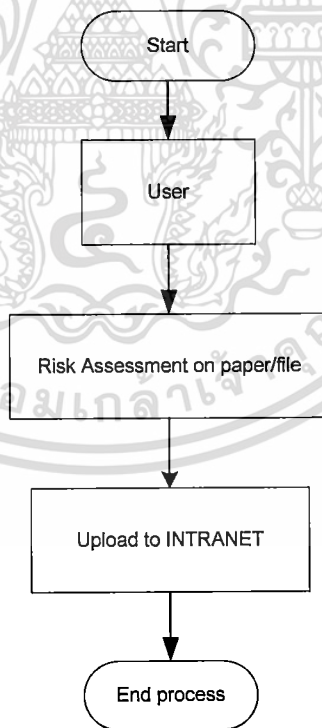 Start
User
Risk Assessment on paper/file
Upload to INTRANET
End process